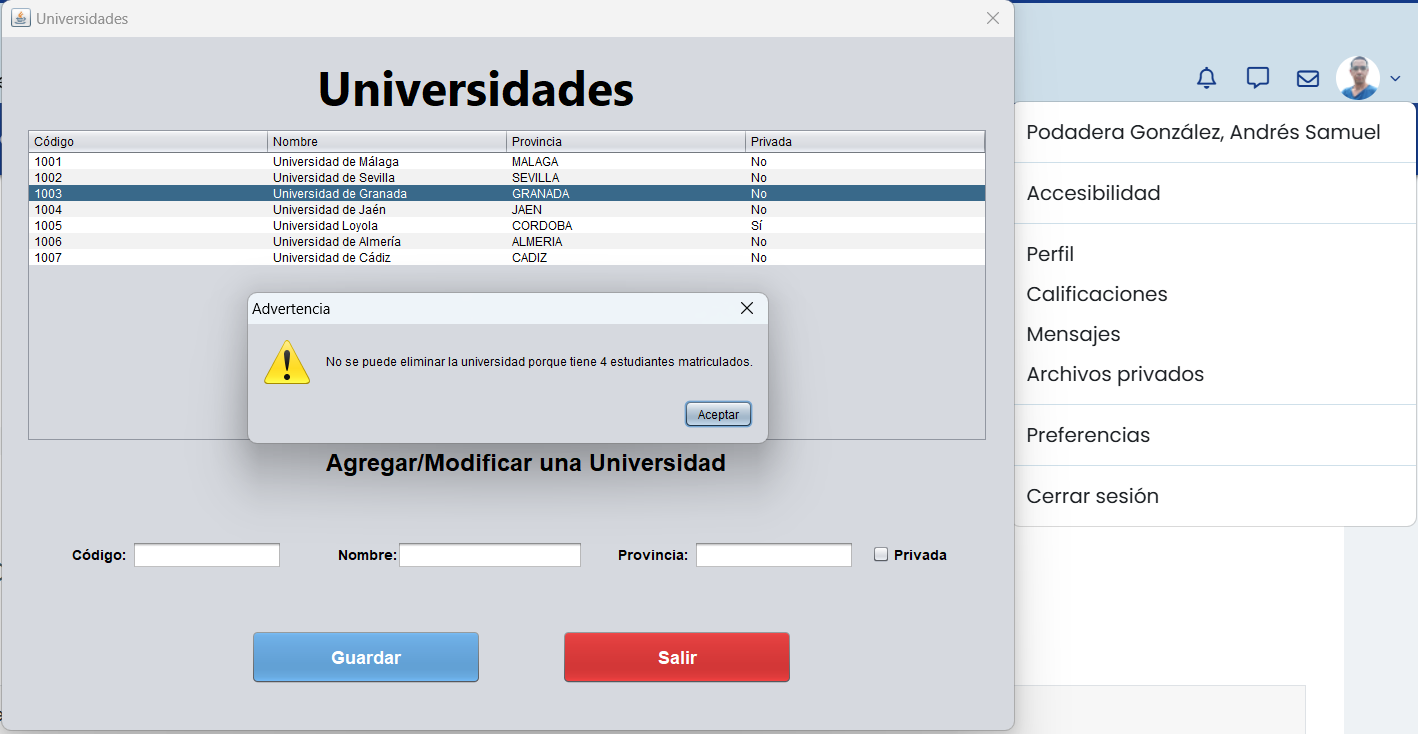 Universidades
Universidades
Código Nombre Provincia Privada
1001 Universidad de Málaga MALAGA No
1002 Universidad de Sevilla SEVILLA No
1003 Universidad de Granada GRANADA No
1004 Universidad de Jaén JAEN No
1005 Universidad Loyola CORDOBA Sí
1006 Universidad de Almería ALMERIA No
1007 Universidad de Cádiz CADIZ No
Advertencia
No se puede eliminar la universidad porque tiene 4 estudiantes matriculados.
Aceptar
Agregar/Modificar una Universidad
Código: Nombre: Provincia: Privada
Guardar Salir
Podadera González, Andrés Samuel
Accesibilidad
Perfil
Calificaciones
Mensajes
Archivos privados
Preferencias
Cerrar sesión